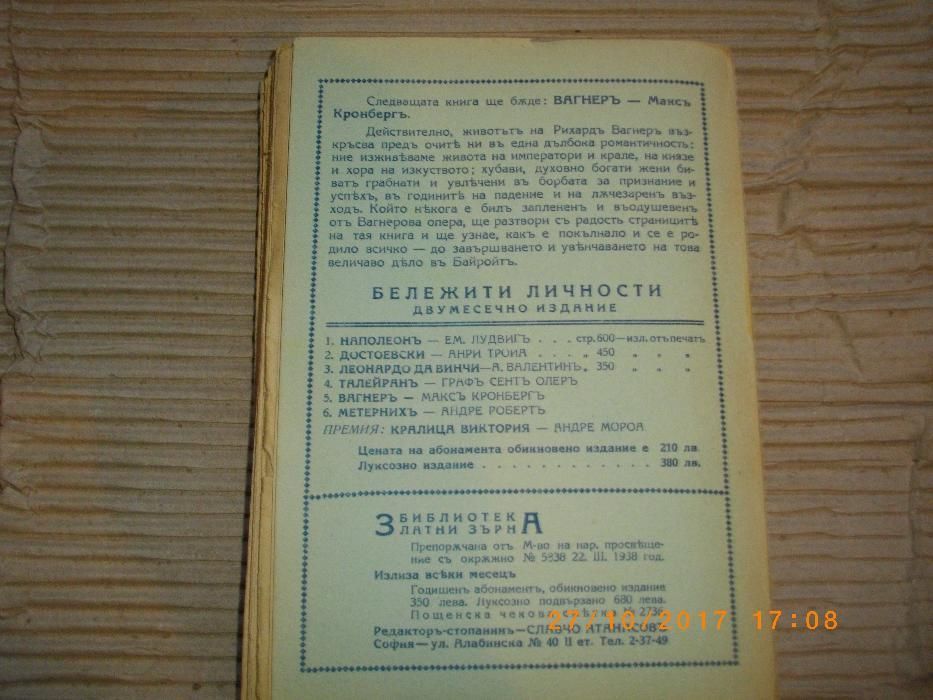 Следващата книга ще бѫде: ВАГНЕРЪ — Максъ
Кронбергъ.
Действително, животътъ на Рихардъ Вагнеръ въз-
кръсва предъ очитѣ ни въ една дълбока романтичность:
ние изживѣваме живота на императори и крале, на князе
и хора на изкуството; хубави, духовно богати жени би-
ватъ грабнати и увлѣчени въ борбата за признание и
успѣхъ, въ годинитѣ на падение и на лѫчезаренъ въз-
ходъ. Който нѣкога е билъ заплененъ и въодушевенъ
отъ Вагнерова опера, ще разтвори съ радость страницитѣ
на тая книга и ще узнае, какъ е покълнало и се е ро-
дило всичко — до завършването и увѣнчаването на това
величаво дѣло въ Байройтъ.
БЕЛЕЖИТИ ЛИЧНОСТИ
ДВУМЕСЕЧНО ИЗДАНИЕ
1. НАПОЛЕОНЪ — ЕМ. ЛУДВИГЪ . . . стр. 600 — изл. отъ печатъ
2. ДОСТОЕВСКИ — АНРИ ТРОИА . . . „ 450 „ „ „
3. ЛЕОНАРДО ДА ВИНЧИ — А. ВАЛЕНТИНЪ „ 350 „ „ „
4. ТАЛЕЙРАНЪ — ГРАФЪ СЕНТЪ ОЛЕРЪ
5. ВАГНЕРЪ — МАКСЪ КРОНБЕРГЪ
6. МЕТЕРНИХЪ — АНДРЕ РОБЕРТЪ
ПРЕМИЯ: КРАЛИЦА ВИКТОРИЯ — АНДРЕ МОРОА
Цената на абонамента обикновено издание е 210 лв.
Луксозно издание . . . . . . . . . . . . 380 лв.
БИБЛИОТЕКА
ЗЛАТНИ ЗЪРНА
Препорѫчана отъ М-во на нар. просвѣще-
ние съ окрѫжно № 5838 22. III. 1938 год.
Излиза всѣки месецъ
Годишенъ абонаментъ, обикновено издание
350 лева. Луксозно подвързано 680 лева.
Пощенска чекова № 2736
Редакторъ-стопанинъ — СЛАВЧО АТАНАСОВЪ
София — ул. Алабинска № 40 II ет. Тел. 2-37-49
27/10/2017 17:08